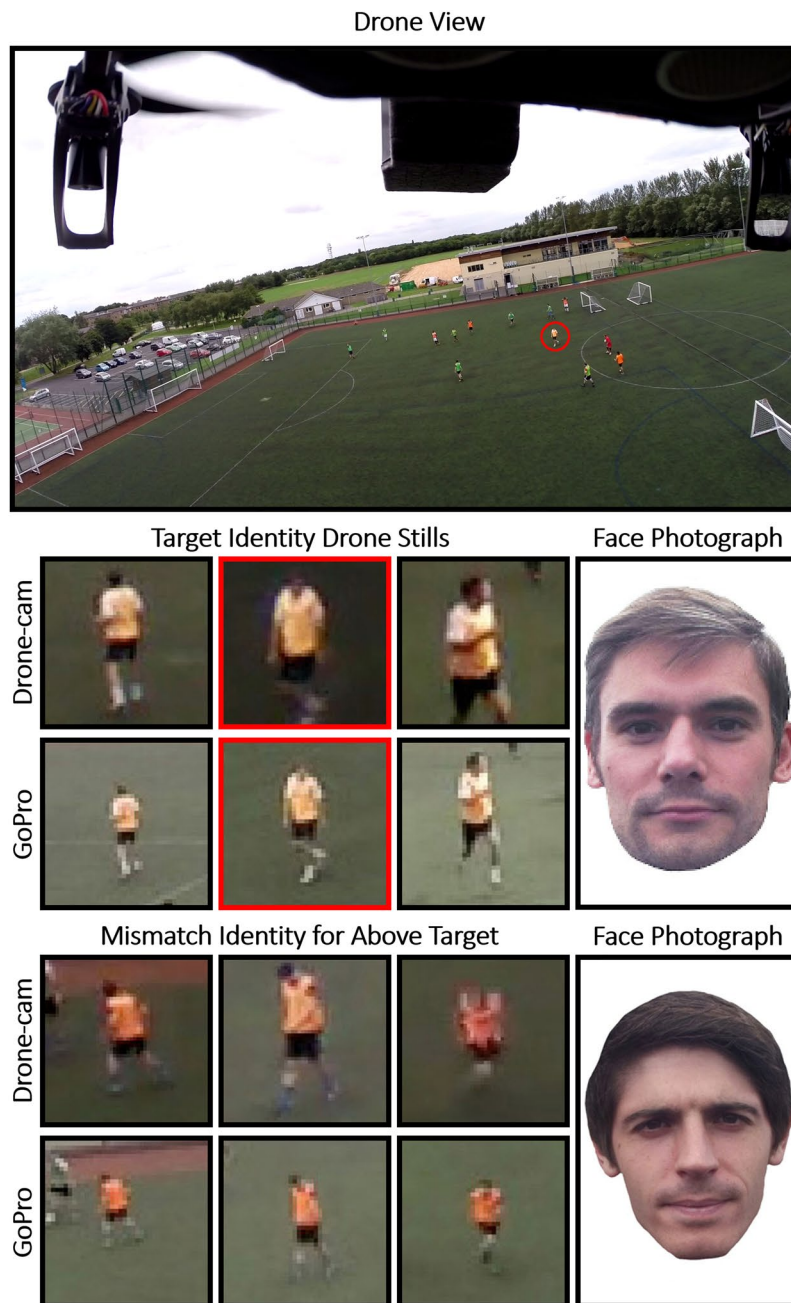 Drone View
Target Identity Drone Stills
Face Photograph
Drone-cam
GoPro
Mismatch Identity for Above Target
Face Photograph
Drone-cam
GoPro